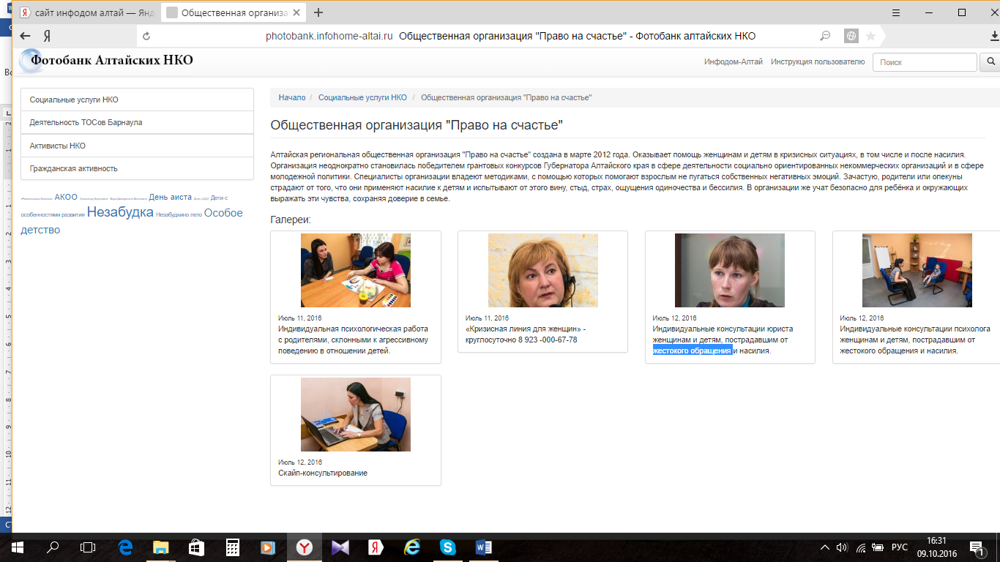 сайт инфодом алтай — Янд
Общественная организа
photobank.infohome-altai.ru Общественная организация "Право на счастье" - Фотобанк алтайских НКО
Фотобанк Алтайских НКО
Инфодом-Алтай Инструкция пользователю Поиск
Социальные услуги НКО
Деятельность ТОСов Барнаула
Активисты НКО
Гражданская активность
АКОО День аиста Дети с
особенностями развития Незабудка Незабудкино лето Особое
детство
Начало / Социальные услуги НКО / Общественная организация "Право на счастье"
Общественная организация "Право на счастье"
Алтайская региональная общественная организация "Право на счастье" создана в марте 2012 года. Оказывает помощь женщинам и детям в кризисных ситуациях, в том числе и после насилия.
Организация неоднократно становилась победителем грантовых конкурсов Губернатора Алтайского края в сфере деятельности социально ориентированных некоммерческих организаций и в сфере
молодежной политики. Специалисты организации владеют методиками, с помощью которых помогают взрослым не пугаться собственных негативных эмоций. Зачастую, родители или опекуны
страдают от того, что они применяют насилие к детям и испытывают от этого вину, стыд, страх, ощущения одиночества и бессилия. В организации же учат безопасно для ребёнка и окружающих
выражать эти чувства, сохраняя доверие в семье.
Галереи:
Июль 11, 2016
Индивидуальная психологическая работа
с родителями, склонными к агрессивному
поведению в отношении детей.
Июль 11, 2016
«Кризисная линия для женщин» -
круглосуточно 8 923 -000-67-78
Июль 12, 2016
Индивидуальные консультации юриста
женщинам и детям, пострадавшим от
жестокого обращения и насилия.
Июль 12, 2016
Индивидуальные консультации психолога
женщинам и детям, пострадавшим от
жестокого обращения и насилия.
Июль 12, 2016
Скайп-консультирование
РУС
16:31
09.10.2016
1